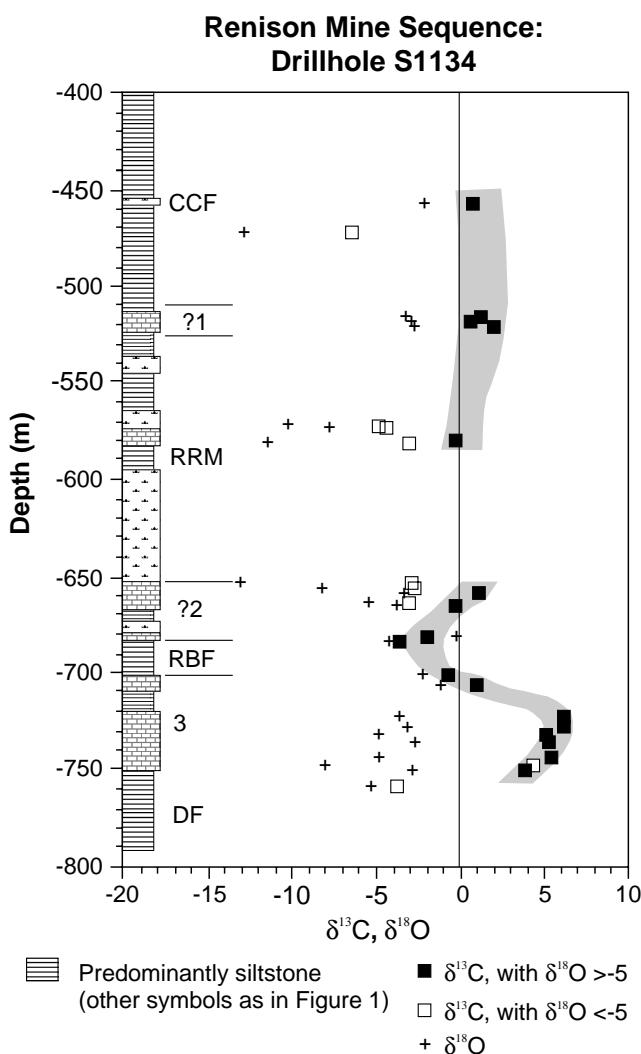 Renison Mine Sequence:
Drillhole S1134
-400
-450
-500
-550
-600
-650
-700
-750
-800
Depth (m)
CCF
?1
RRM
?2
RBF
3
DF
-20 -15 -10 -5 0 5 10
δ¹³C, δ¹⁸O
Predominantly siltstone
(other symbols as in Figure 1)
δ¹³C, with δ¹⁸O >-5
δ¹³C, with δ¹⁸O <-5
δ¹⁸O